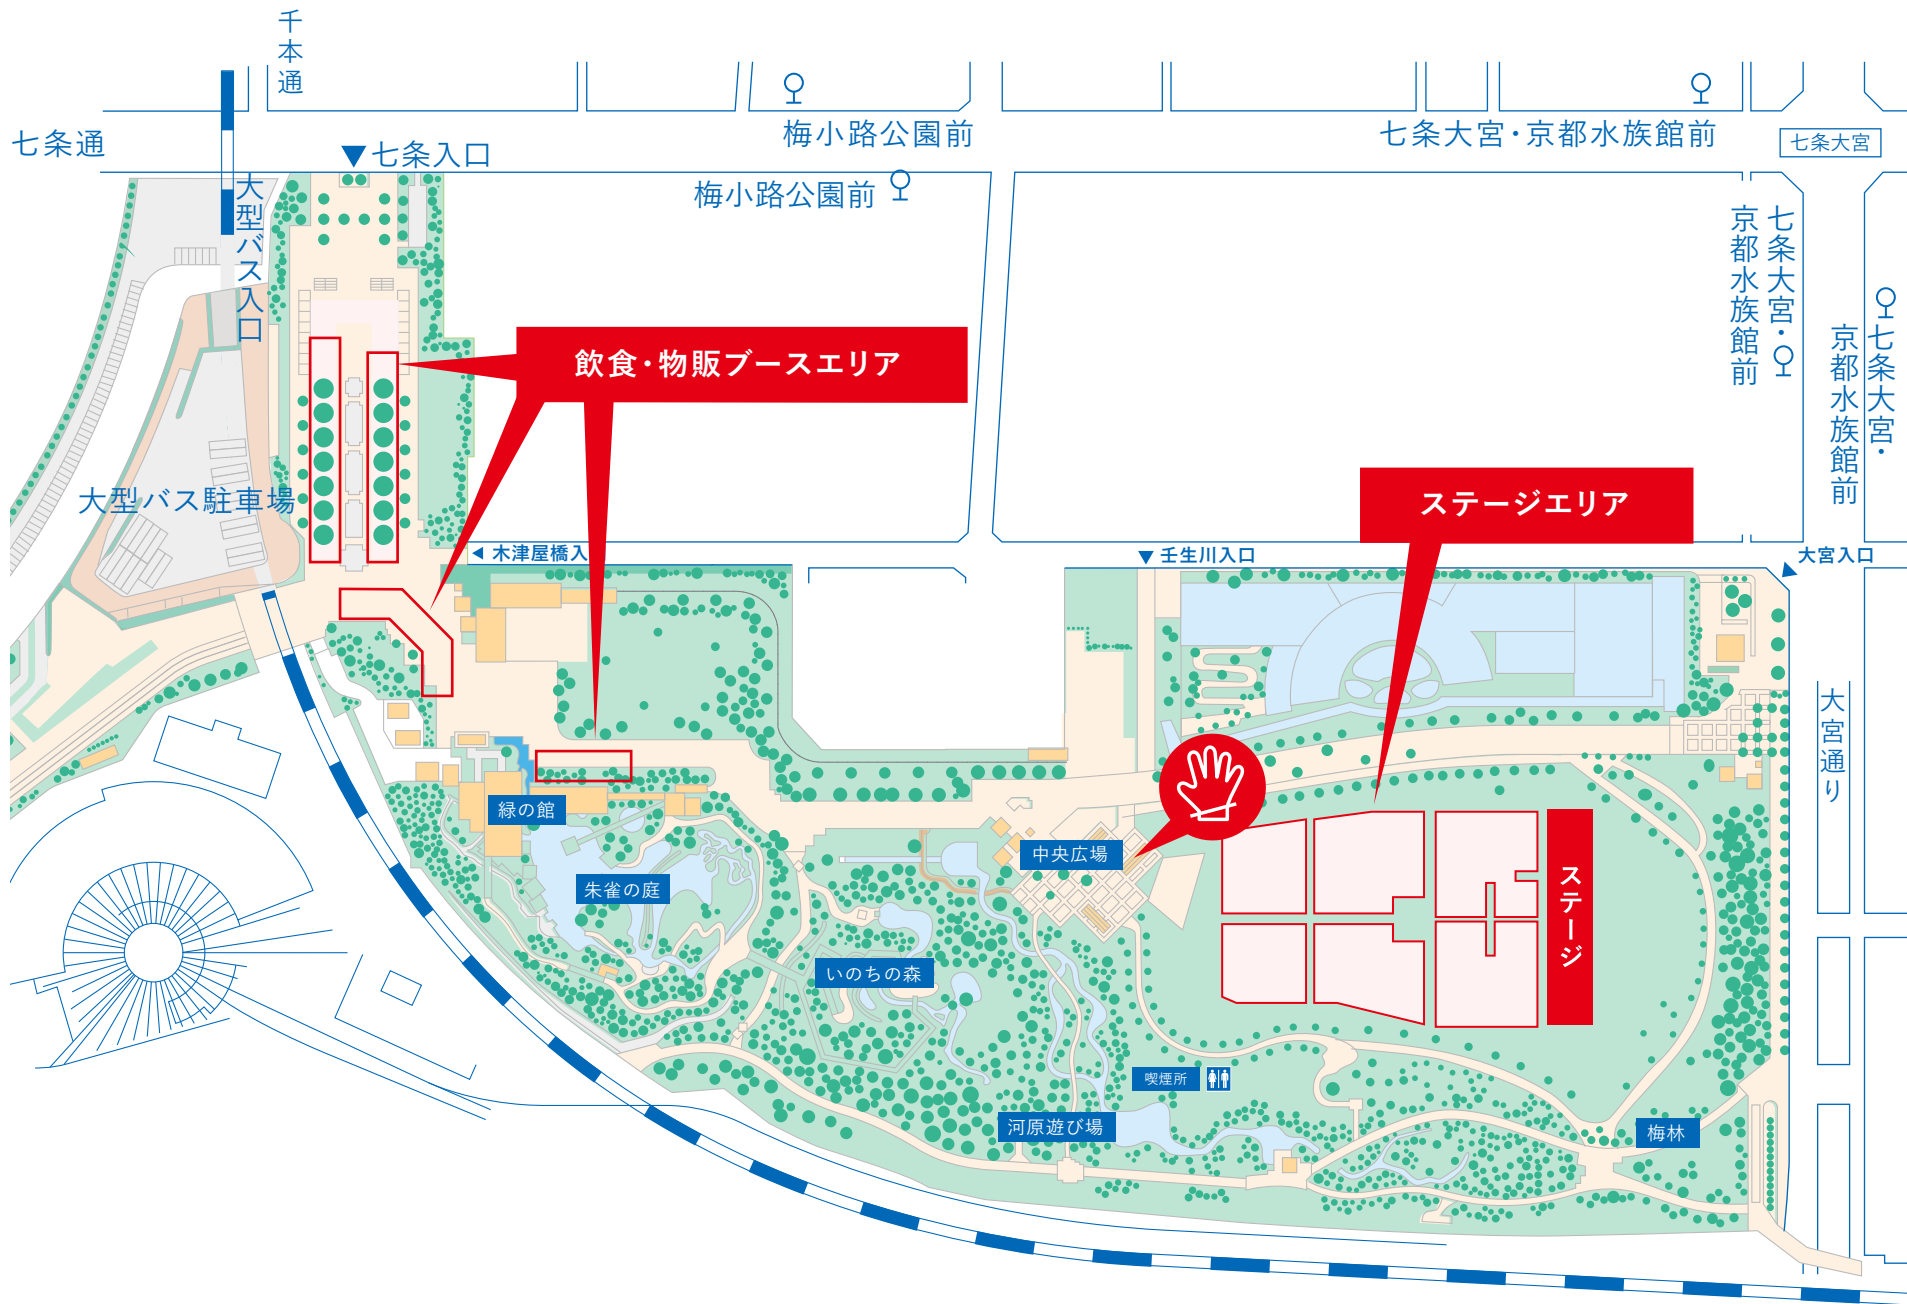 千本通
七条通
七条入口
梅小路公園前
梅小路公園前
七条大宮・京都水族館前
七条大宮
大型バス入口
七条大宮・
京都水族館前
七条大宮・
京都水族館前
飲食・物販ブースエリア
大型バス駐車場
ステージエリア
木津屋橋入
壬生川入口
大宮入口
大宮通り
緑の館
中央広場
朱雀の庭
ステージ
いのちの森
喫煙所
河原遊び場
梅林